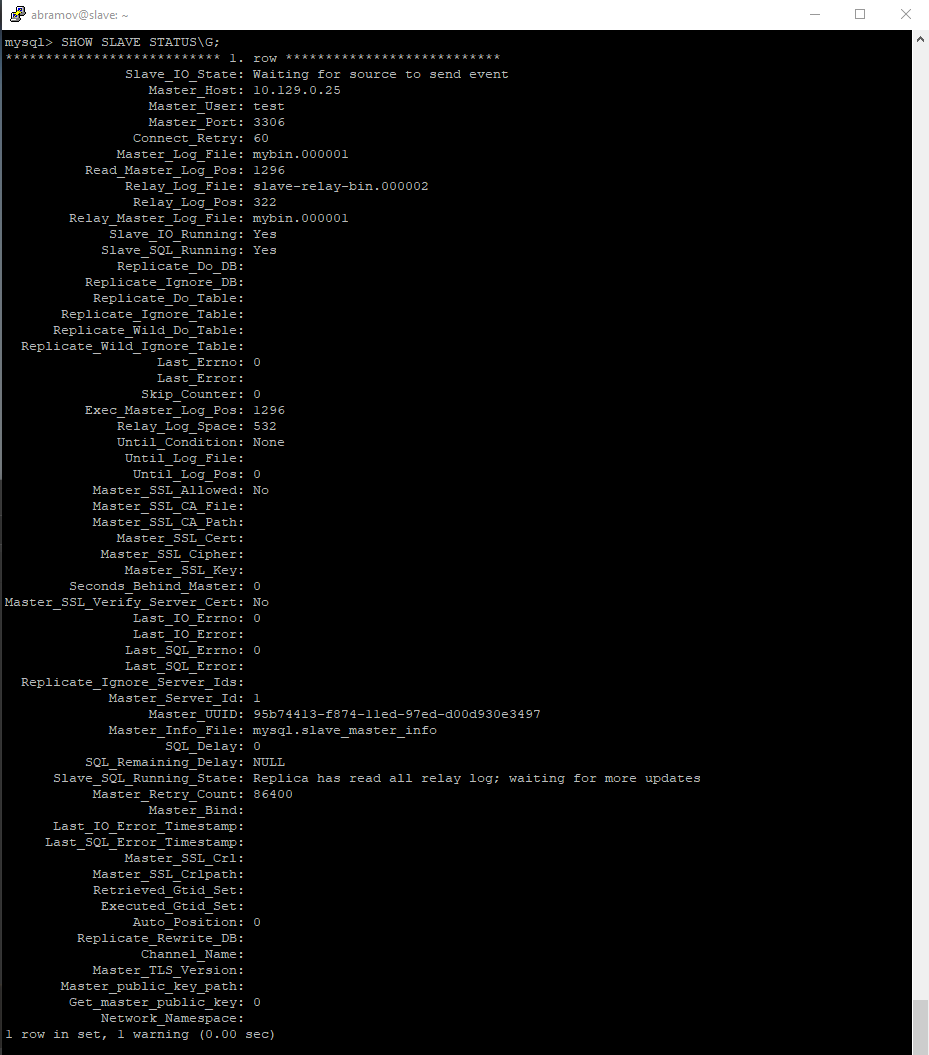 abramov@slave: ~
mysql> SHOW SLAVE STATUS\G;
*************************** 1. row ***************************
Slave_IO_State: Waiting for source to send event
Master_Host: 10.129.0.25
Master_User: test
Master_Port: 3306
Connect_Retry: 60
Master_Log_File: mybin.000001
Read_Master_Log_Pos: 1296
Relay_Log_File: slave-relay-bin.000002
Relay_Log_Pos: 322
Relay_Master_Log_File: mybin.000001
Slave_IO_Running: Yes
Slave_SQL_Running: Yes
Replicate_Do_DB:
Replicate_Ignore_DB:
Replicate_Do_Table:
Replicate_Ignore_Table:
Replicate_Wild_Do_Table:
Replicate_Wild_Ignore_Table:
Last_Errno: 0
Last_Error:
Skip_Counter: 0
Exec_Master_Log_Pos: 1296
Relay_Log_Space: 532
Until_Condition: None
Until_Log_File:
Until_Log_Pos: 0
Master_SSL_Allowed: No
Master_SSL_CA_File:
Master_SSL_CA_Path:
Master_SSL_Cert:
Master_SSL_Cipher:
Master_SSL_Key:
Seconds_Behind_Master: 0
Master_SSL_Verify_Server_Cert: No
Last_IO_Errno: 0
Last_IO_Error:
Last_SQL_Errno: 0
Last_SQL_Error:
Replicate_Ignore_Server_Ids:
Master_Server_Id: 1
Master_UUID: 95b74413-f874-11ed-97ed-d00d930e3497
Master_Info_File: mysql.slave_master_info
SQL_Delay: 0
SQL_Remaining_Delay: NULL
Slave_SQL_Running_State: Replica has read all relay log; waiting for more updates
Master_Retry_Count: 86400
Master_Bind:
Last_IO_Error_Timestamp:
Last_SQL_Error_Timestamp:
Master_SSL_Crl:
Master_SSL_Crlpath:
Retrieved_Gtid_Set:
Executed_Gtid_Set:
Auto_Position: 0
Replicate_Rewrite_DB:
Channel_Name:
Master_TLS_Version:
Master_public_key_path:
Get_master_public_key: 0
Network_Namespace:
1 row in set, 1 warning (0.00 sec)